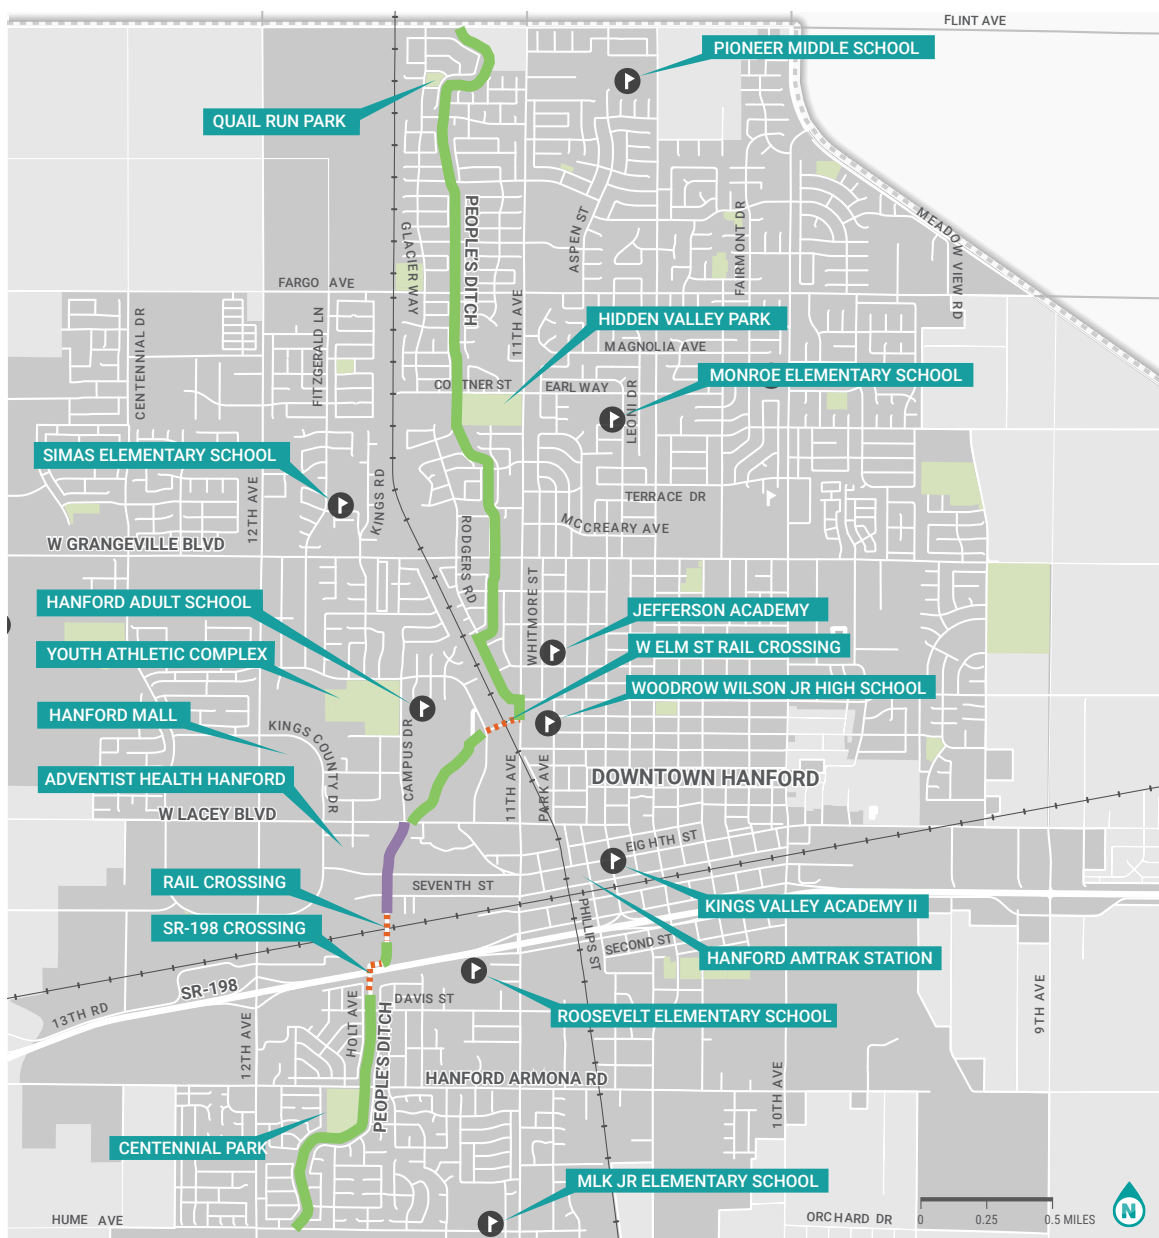 FLINT AVE
PIONEER MIDDLE SCHOOL
QUAIL RUN PARK
MEADOW VIEW RD
PEOPLE'S DITCH
GLACIER WAY
ASPEN ST
FAIRMONT DR
FARGO AVE
11TH AVE
CENTENNIAL DR
FITZGERALD LN
HIDDEN VALLEY PARK
MAGNOLIA AVE
MONROE ELEMENTARY SCHOOL
EARL WAY
LEONI DR
SIMAS ELEMENTARY SCHOOL
12TH AVE
KINGS RD
TERRACE DR
MCCREARY AVE
RODGERS RD
W GRANGEVILLE BLVD
WHITMORE ST
HANFORD ADULT SCHOOL
JEFFERSON ACADEMY
YOUTH ATHLETIC COMPLEX
W ELM ST RAIL CROSSING
WOODROW WILSON JR HIGH SCHOOL
HANFORD MALL
KINGS COUNTY DR
CAMPUS DR
ADVENTIST HEALTH HANFORD
11TH AVE
PARK AVE
DOWNTOWN HANFORD
W LACEY BLVD
EIGHTH ST
RAIL CROSSING
SEVENTH ST
KINGS VALLEY ACADEMY II
SR-198 CROSSING
PHILLIPS ST
SECOND ST
HANFORD AMTRAK STATION
SR-198
DAVIS ST
13TH RD
ROOSEVELT ELEMENTARY SCHOOL
9TH AVE
12TH AVE
HOLT AVE
PEOPLE'S DITCH
HANFORD ARMONA RD
10TH AVE
CENTENNIAL PARK
MLK JR ELEMENTARY SCHOOL
HUME AVE
ORCHARD DR
0 0.25 0.5 MILES
N